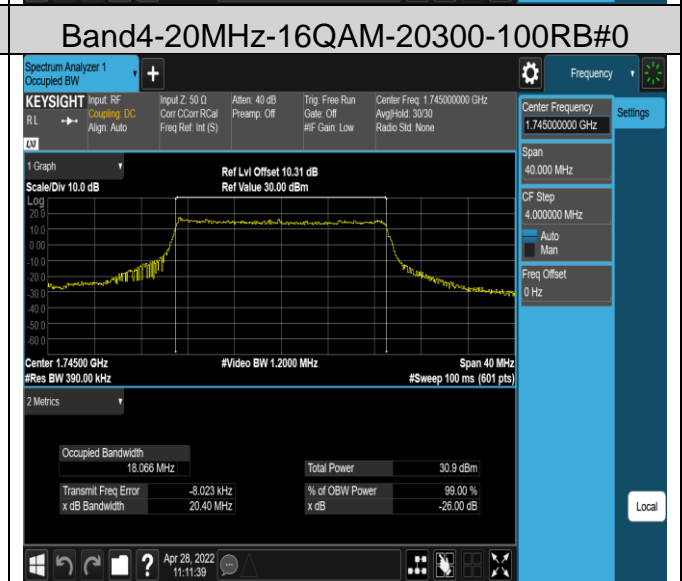 Band4-20MHz-16QAM-20300-100RB#0
Spectrum Analyzer 1
Occupied BW
+
Frequency
KEYSIGHT
RL
Input: RF
Coupling: DC
Align: Auto
Input Z: 50 Ω
Corr CCorr RCal
Freq Ref: Int (S)
Atten: 40 dB
Preamp: Off
Trig: Free Run
Gate: Off
#IF Gain: Low
Center Freq: 1.745000000 GHz
Avg|Hold: 30/30
Radio Std: None
Center Frequency
1.745000000 GHz
Settings
Span
40.000 MHz
CF Step
4.000000 MHz
Auto
Man
Freq Offset
0 Hz
1 Graph
Scale/Div 10.0 dB
Ref Lvl Offset 10.31 dB
Ref Value 30.00 dBm
Log
20.0
10.0
0.00
-10.0
-20.0
-30.0
-40.0
-50.0
-60.0
Center 1.74500 GHz
#Video BW 1.2000 MHz
Span 40 MHz
#Res BW 390.00 kHz
#Sweep 100 ms (601 pts)
2 Metrics
Occupied Bandwidth
18.066 MHz
Total Power 30.9 dBm
Transmit Freq Error -8.023 kHz
% of OBW Power 99.00 %
x dB Bandwidth 20.40 MHz
x dB -26.00 dB
Local
?
Apr 28, 2022
11:11:39